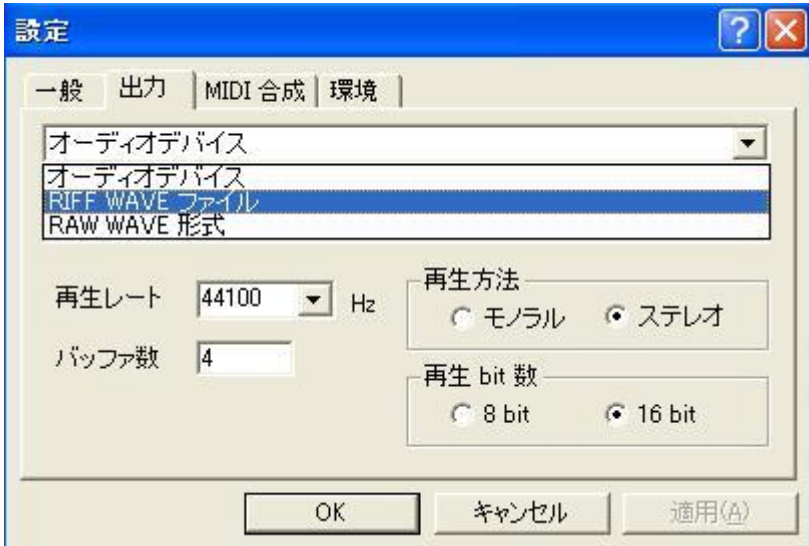 設定
一般 出力 MIDI 合成 環境
オーディオデバイス
オーディオデバイス
RIFF WAVE ファイル
RAW WAVE 形式
再生レート 44100 Hz
バッファ数 4
再生方法
モノラル ステレオ
再生 bit 数
8 bit 16 bit
OK キャンセル 適用(A)